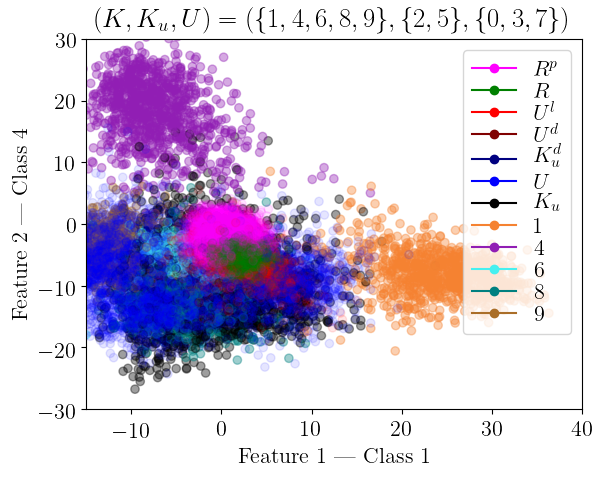 (K, K_u, U) = ({1, 4, 6, 8, 9}, {2, 5}, {0, 3, 7})
30
20
10
0
−10
−20
−30
Feature 2 — Class 4
R^p
R
U^l
U^d
K_u^d
U
K_u
1
4
6
8
9
−10
0
10
20
30
40
Feature 1 — Class 1